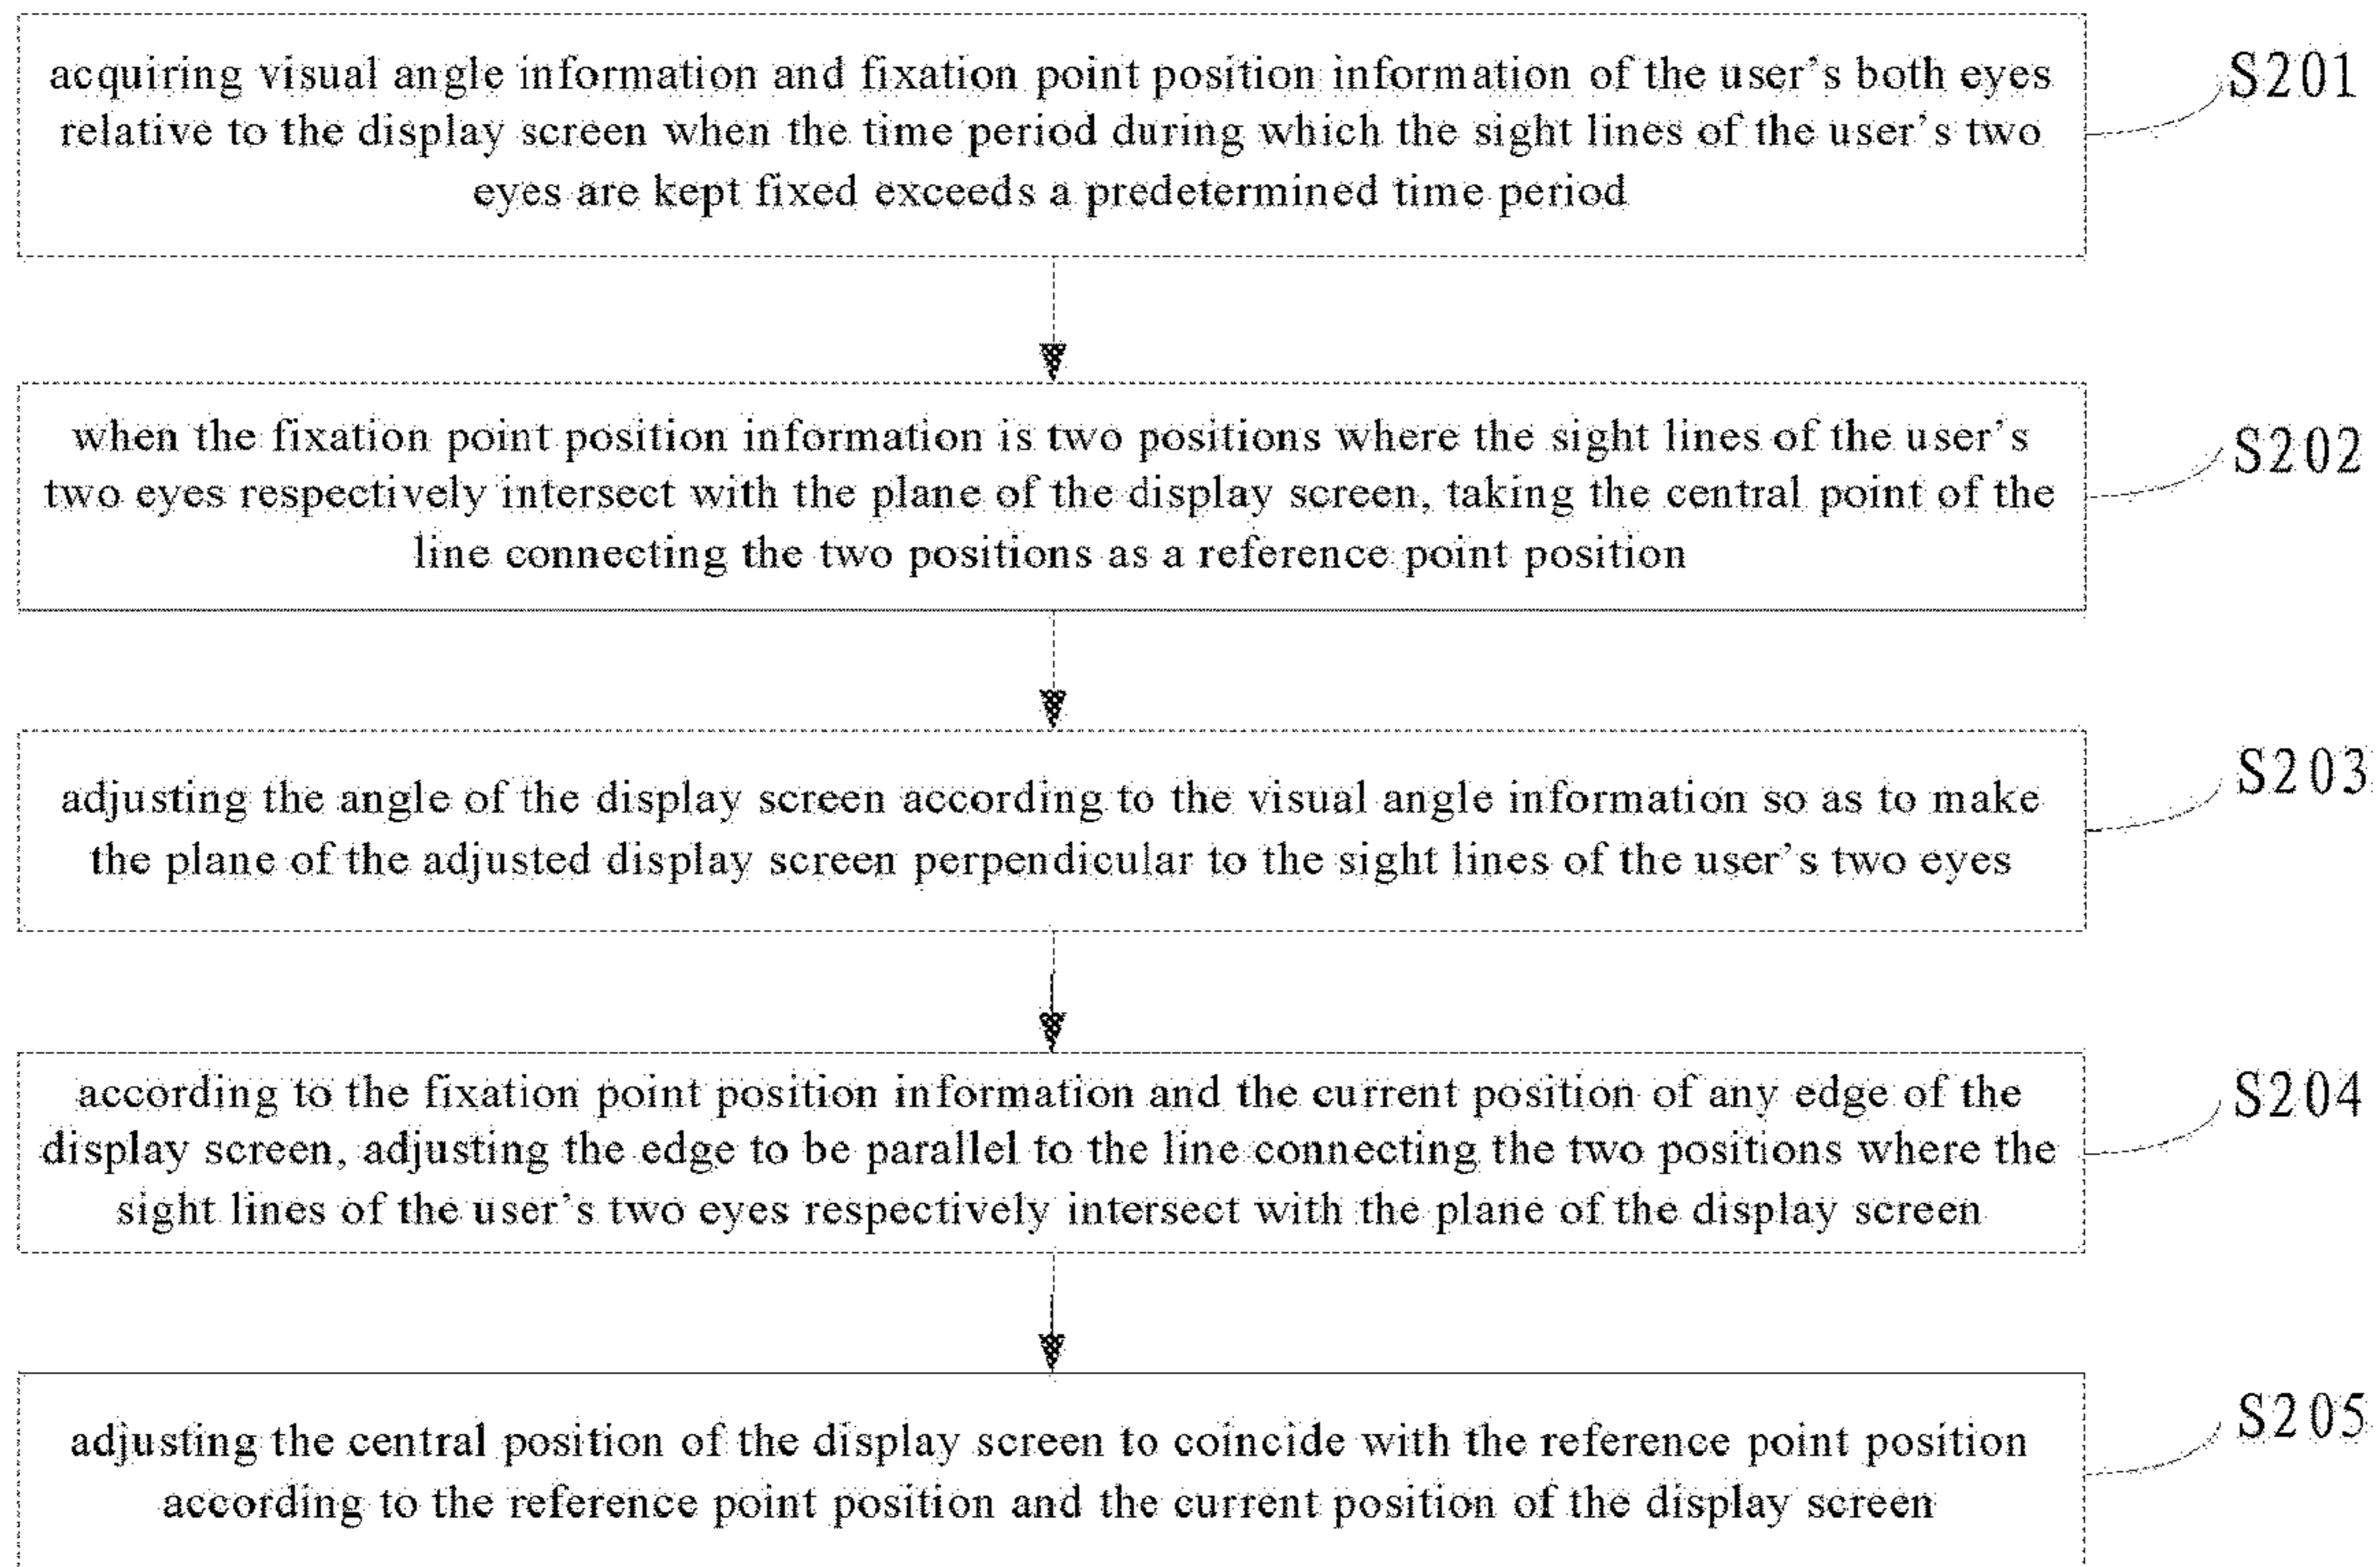 acquiring visual angle information and fixation point position information of the user's both eyes
relative to the display screen when the time period during which the sight lines of the user's two
eyes are kept fixed exceeds a predetermined time period
S201
when the fixation point position information is two positions where the sight lines of the user's
two eyes respectively intersect with the plane of the display screen, taking the central point of the
line connecting the two positions as a reference point position
S202
adjusting the angle of the display screen according to the visual angle information so as to make
the plane of the adjusted display screen perpendicular to the sight lines of the user's two eyes
S203
according to the fixation point position information and the current position of any edge of the
display screen, adjusting the edge to be parallel to the line connecting the two positions where the
sight lines of the user's two eyes respectively intersect with the plane of the display screen
S204
adjusting the central position of the display screen to coincide with the reference point position
according to the reference point position and the current position of the display screen
S205